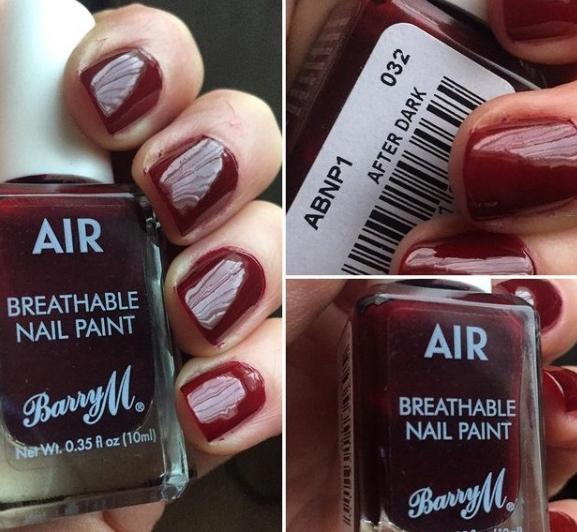 AIR
BREATHABLE
NAIL PAINT
Barry M®
Net Wt. 0.35 fl oz (10ml)
032
AFTER DARK
ABNP1
AIR
BREATHABLE
NAIL PAINT
Barry M®